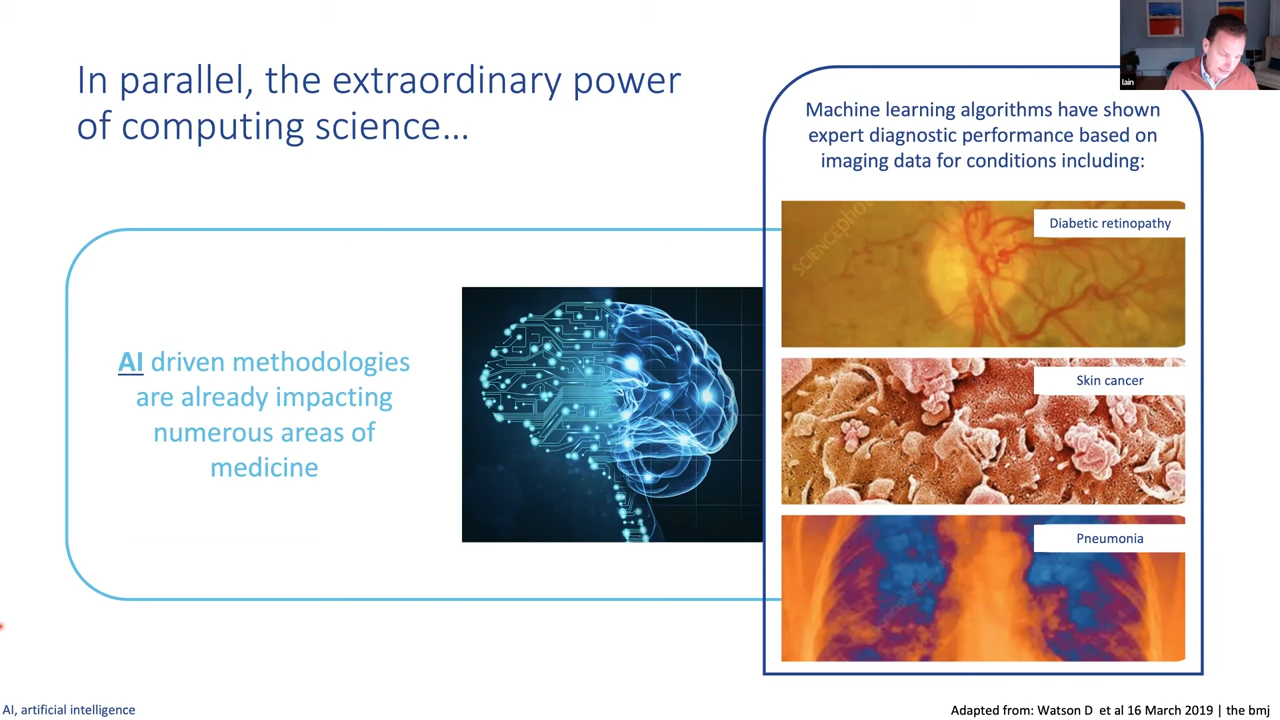 In parallel, the extraordinary power
of computing science…
Iain
Machine learning algorithms have shown
expert diagnostic performance based on
imaging data for conditions including:
SCIENCEphoto
Diabetic retinopathy
AI driven methodologies
are already impacting
numerous areas of
medicine
Skin cancer
Pneumonia
AI, artificial intelligence
Adapted from: Watson D et al 16 March 2019 | the bmj